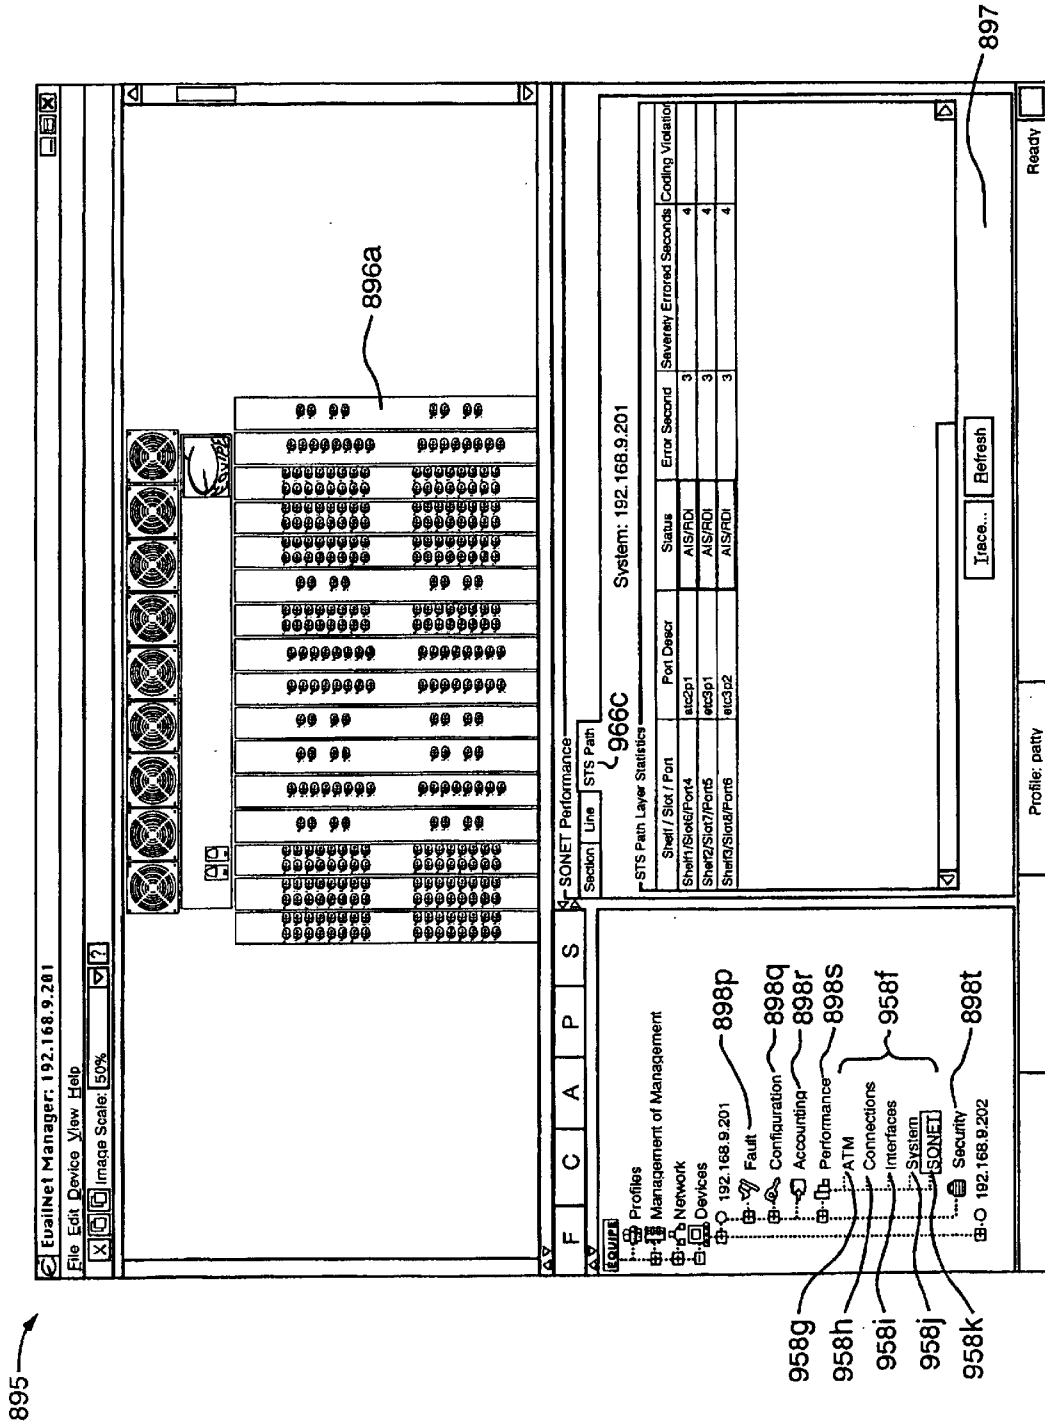 895
EualNet Manager: 192.168.9.201
File Edit Device View Help
X Image Scale: 50% ?
EQUIPE
896a
F C A P S
EQUIPE
Profiles
Management of Management
Network
Devices
192.168.9.201
Fault
Configuration
Accounting
Performance
ATM
Connections
Interfaces
System
SONET
Security
192.168.9.202
898p
898q
898r
898s
958f
898t
958g
958h
958i
958j
958k
SONET Performance
Section Line STS Path
966C
System: 192.168.9.201
STS Path Layer Statistics
Shelf / Slot / Port Port Descr Status Error Second Severely Errored Seconds Coding Violation
Shelf1/Slot6/Port4 etc2p1 AIS/RDI 3 4
Shelf2/Slot7/Port5 etc3p1 AIS/RDI 3 4
Shelf3/Slot8/Port6 etc3p2 AIS/RDI 3 4
Trace... Refresh
897
Profile: patty
Ready